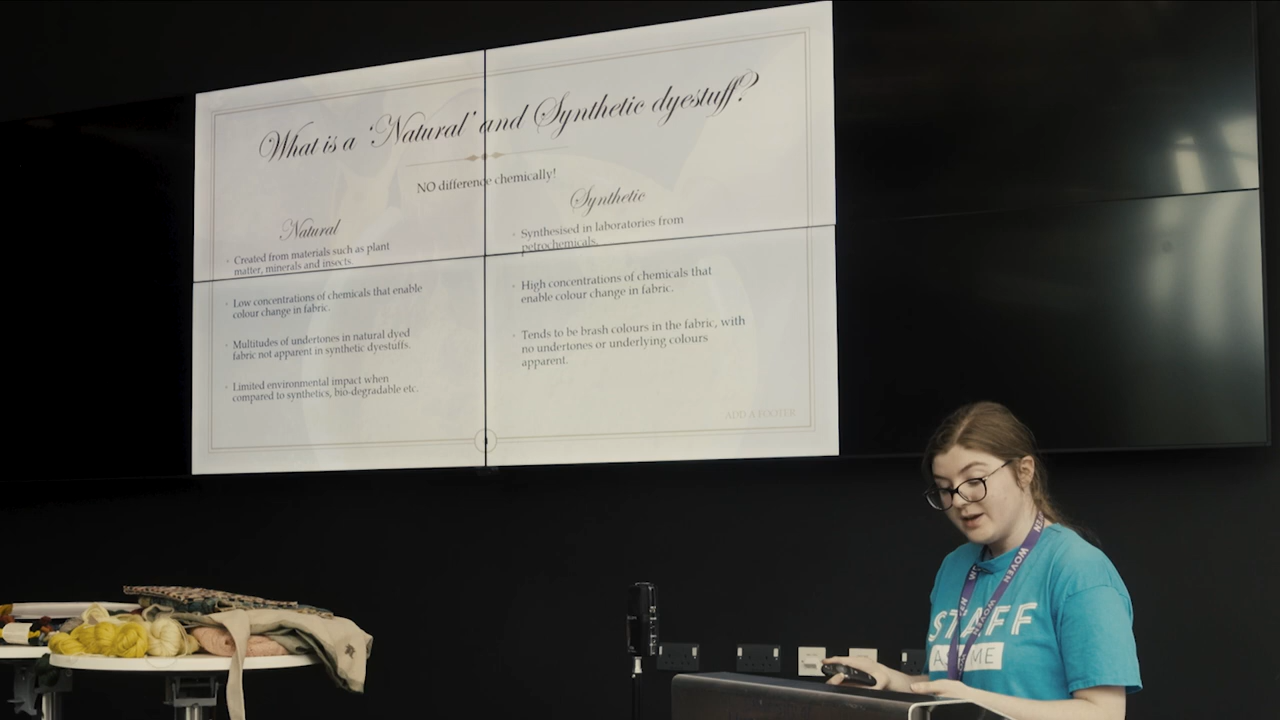 What is a 'Natural' and Synthetic dyestuff?
NO difference chemically!
Natural
Created from materials such as plant
matter, minerals and insects.
Low concentrations of chemicals that enable
colour change in fabric.
Multitudes of undertones in natural dyed
fabric not apparent in synthetic dyestuffs.
Limited environmental impact when
compared to synthetics, bio-degradable etc.
Synthetic
Synthesised in laboratories from
petrochemicals.
High concentrations of chemicals that
enable colour change in fabric.
Tends to be brash colours in the fabric, with
no undertones or underlying colours
apparent.
ADD A FOOTER
WOVEN
WOVEN
STAFF
ME